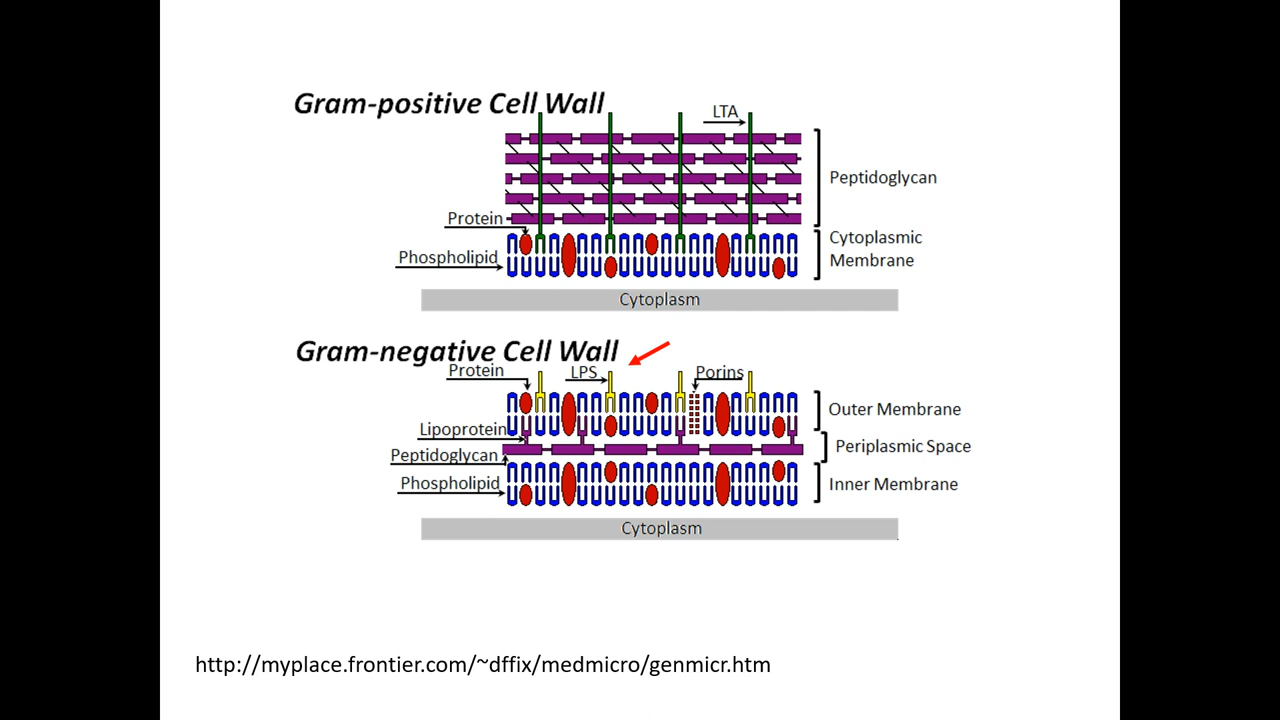 Gram-positive Cell Wall
LTA
Peptidoglycan
Protein
Cytoplasmic
Membrane
Phospholipid
Cytoplasm
Gram-negative Cell Wall
Protein
LPS
Porins
Outer Membrane
Lipoprotein
Periplasmic Space
Peptidoglycan
Phospholipid
Inner Membrane
Cytoplasm
http://myplace.frontier.com/~dffix/medmicro/genmicr.htm